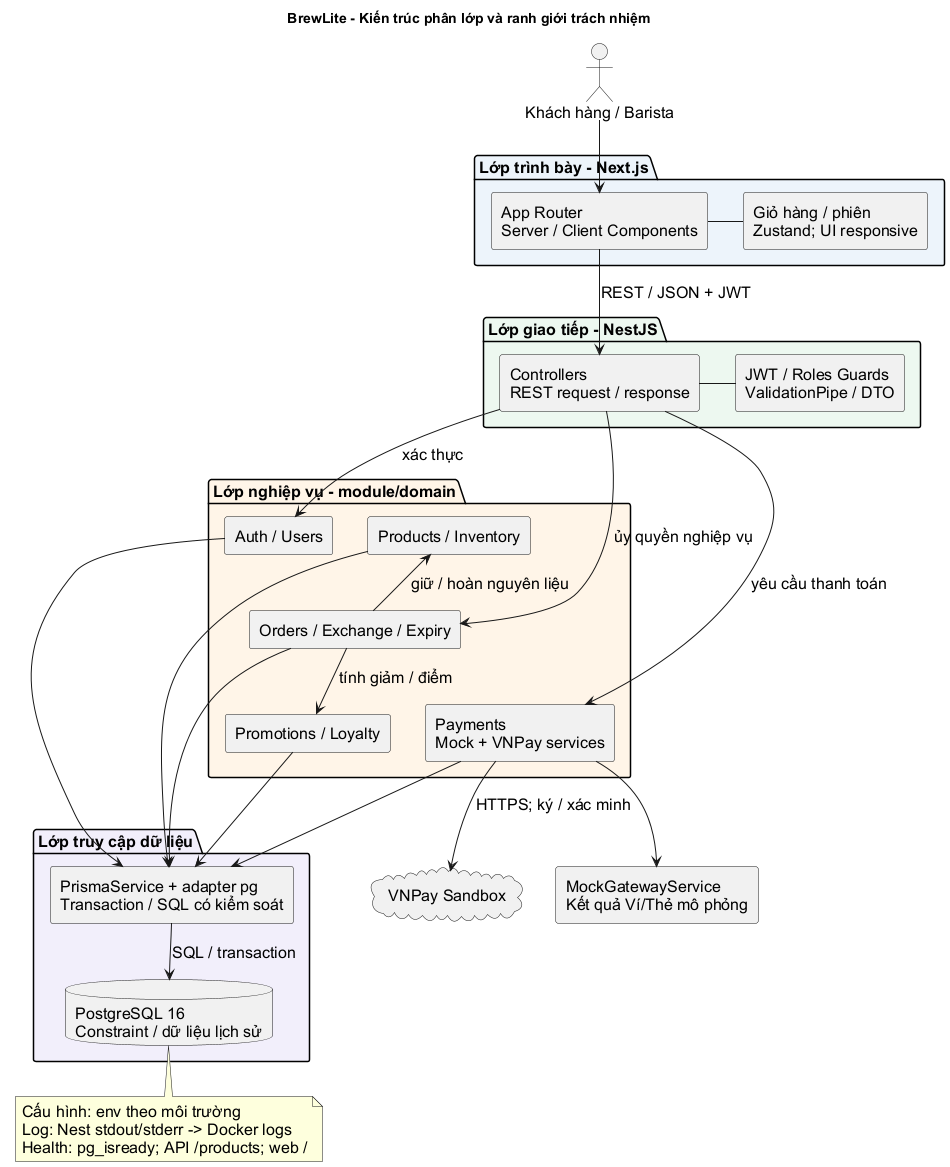 BrewLite - Kiến trúc phân lớp và ranh giới trách nhiệm
Khách hàng / Barista
Lớp trình bày - Next.js
App Router
Server / Client Components
Giỏ hàng / phiên
Zustand; UI responsive
REST / JSON + JWT
Lớp giao tiếp - NestJS
Controllers
REST request / response
JWT / Roles Guards
ValidationPipe / DTO
xác thực
Lớp nghiệp vụ - module/domain
Auth / Users
Products / Inventory
ủy quyền nghiệp vụ
giữ / hoàn nguyên liệu
yêu cầu thanh toán
Orders / Exchange / Expiry
tính giảm / điểm
Promotions / Loyalty
Payments
Mock + VNPay services
HTTPS; ký / xác minh
Lớp truy cập dữ liệu
PrismaService + adapter pg
Transaction / SQL có kiểm soát
VNPay Sandbox
MockGatewayService
Kết quả Ví/Thẻ mô phỏng
SQL / transaction
PostgreSQL 16
Constraint / dữ liệu lịch sử
Cấu hình: env theo môi trường
Log: Nest stdout/stderr -> Docker logs
Health: pg_isready; API /products; web /